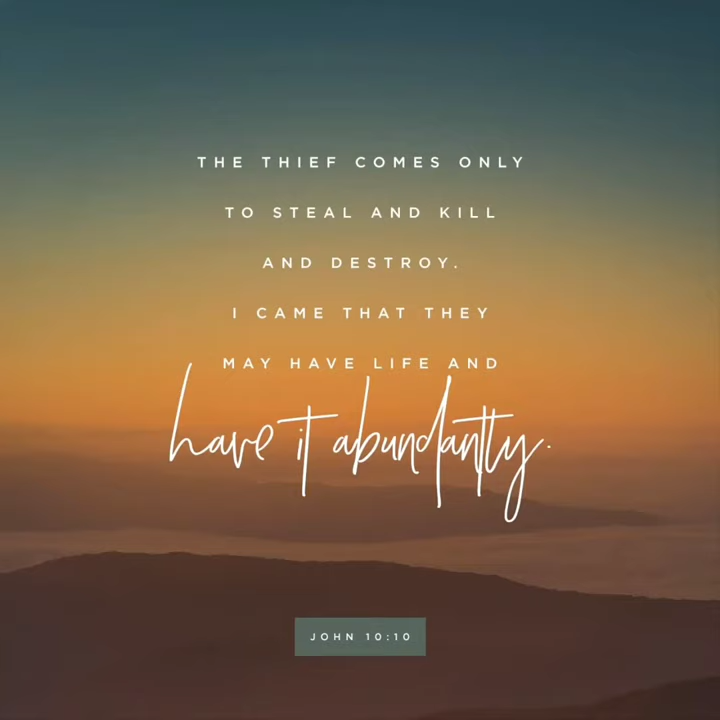 THE THIEF COMES ONLY
TO STEAL AND KILL
AND DESTROY.
I CAME THAT THEY
MAY HAVE LIFE AND
have it abundantly.
JOHN 10:10